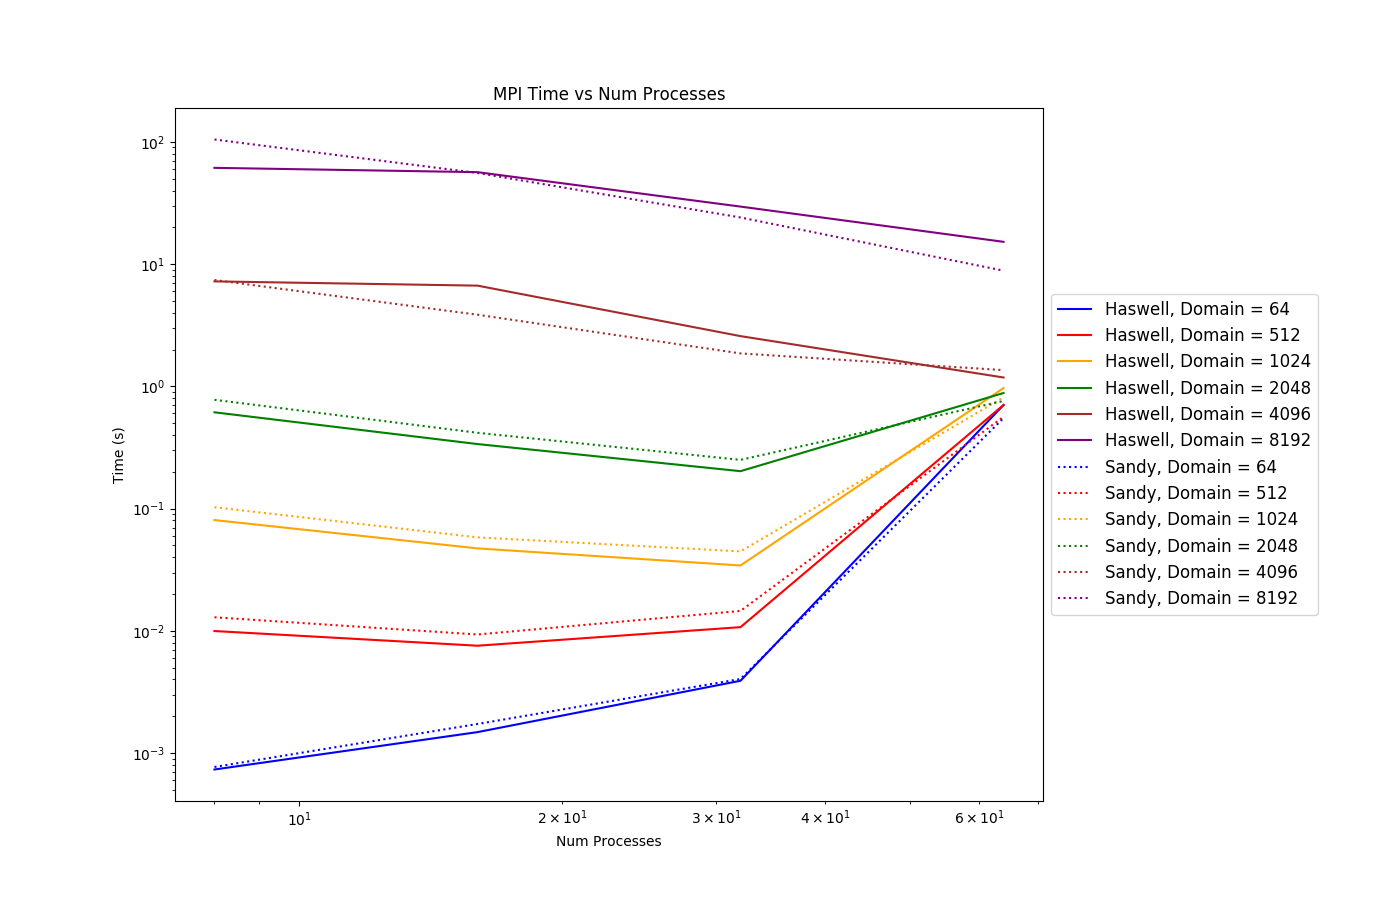 MPI Time vs Num Processes
10²
10¹
10⁰
10⁻¹
10⁻²
10⁻³
Time (s)
10¹
2 × 10¹
3 × 10¹
4 × 10¹
6 × 10¹
Num Processes
Haswell, Domain = 64
Haswell, Domain = 512
Haswell, Domain = 1024
Haswell, Domain = 2048
Haswell, Domain = 4096
Haswell, Domain = 8192
Sandy, Domain = 64
Sandy, Domain = 512
Sandy, Domain = 1024
Sandy, Domain = 2048
Sandy, Domain = 4096
Sandy, Domain = 8192